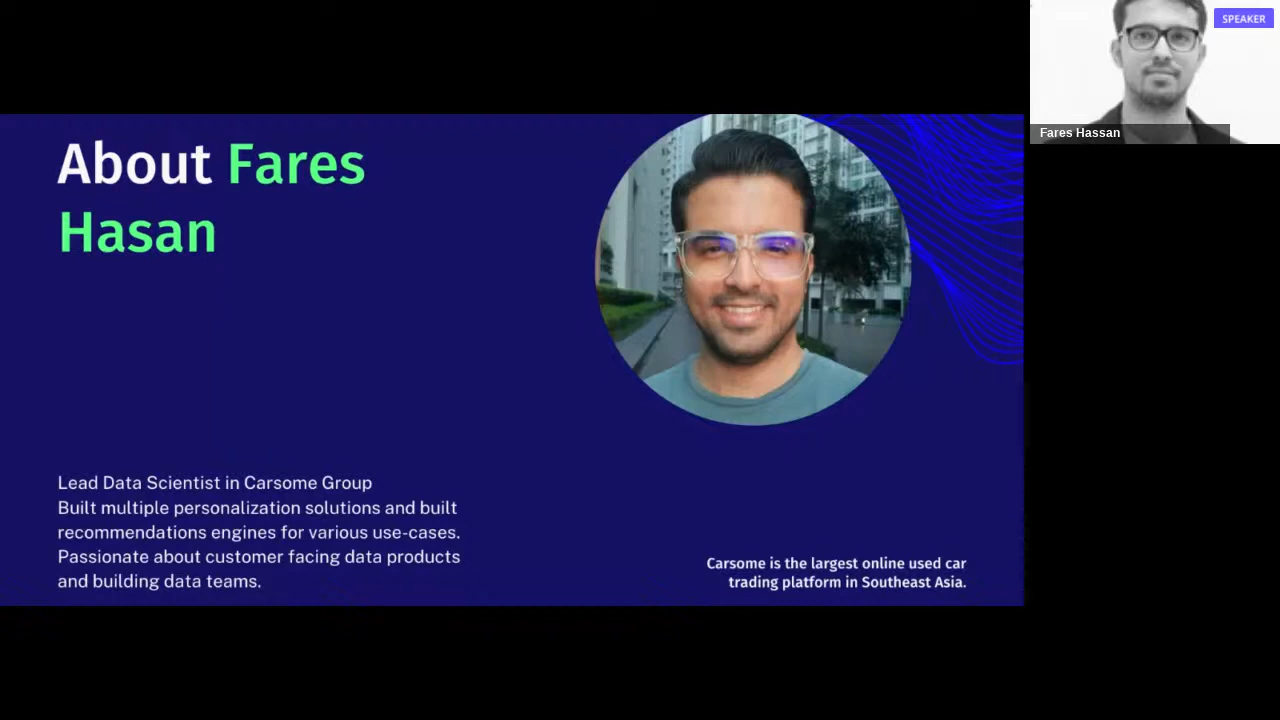 About Fares
Hasan
Lead Data Scientist in Carsome Group
Built multiple personalization solutions and built
recommendations engines for various use-cases.
Passionate about customer facing data products
and building data teams.
Carsome is the largest online used car
trading platform in Southeast Asia.
SPEAKER
Fares Hassan